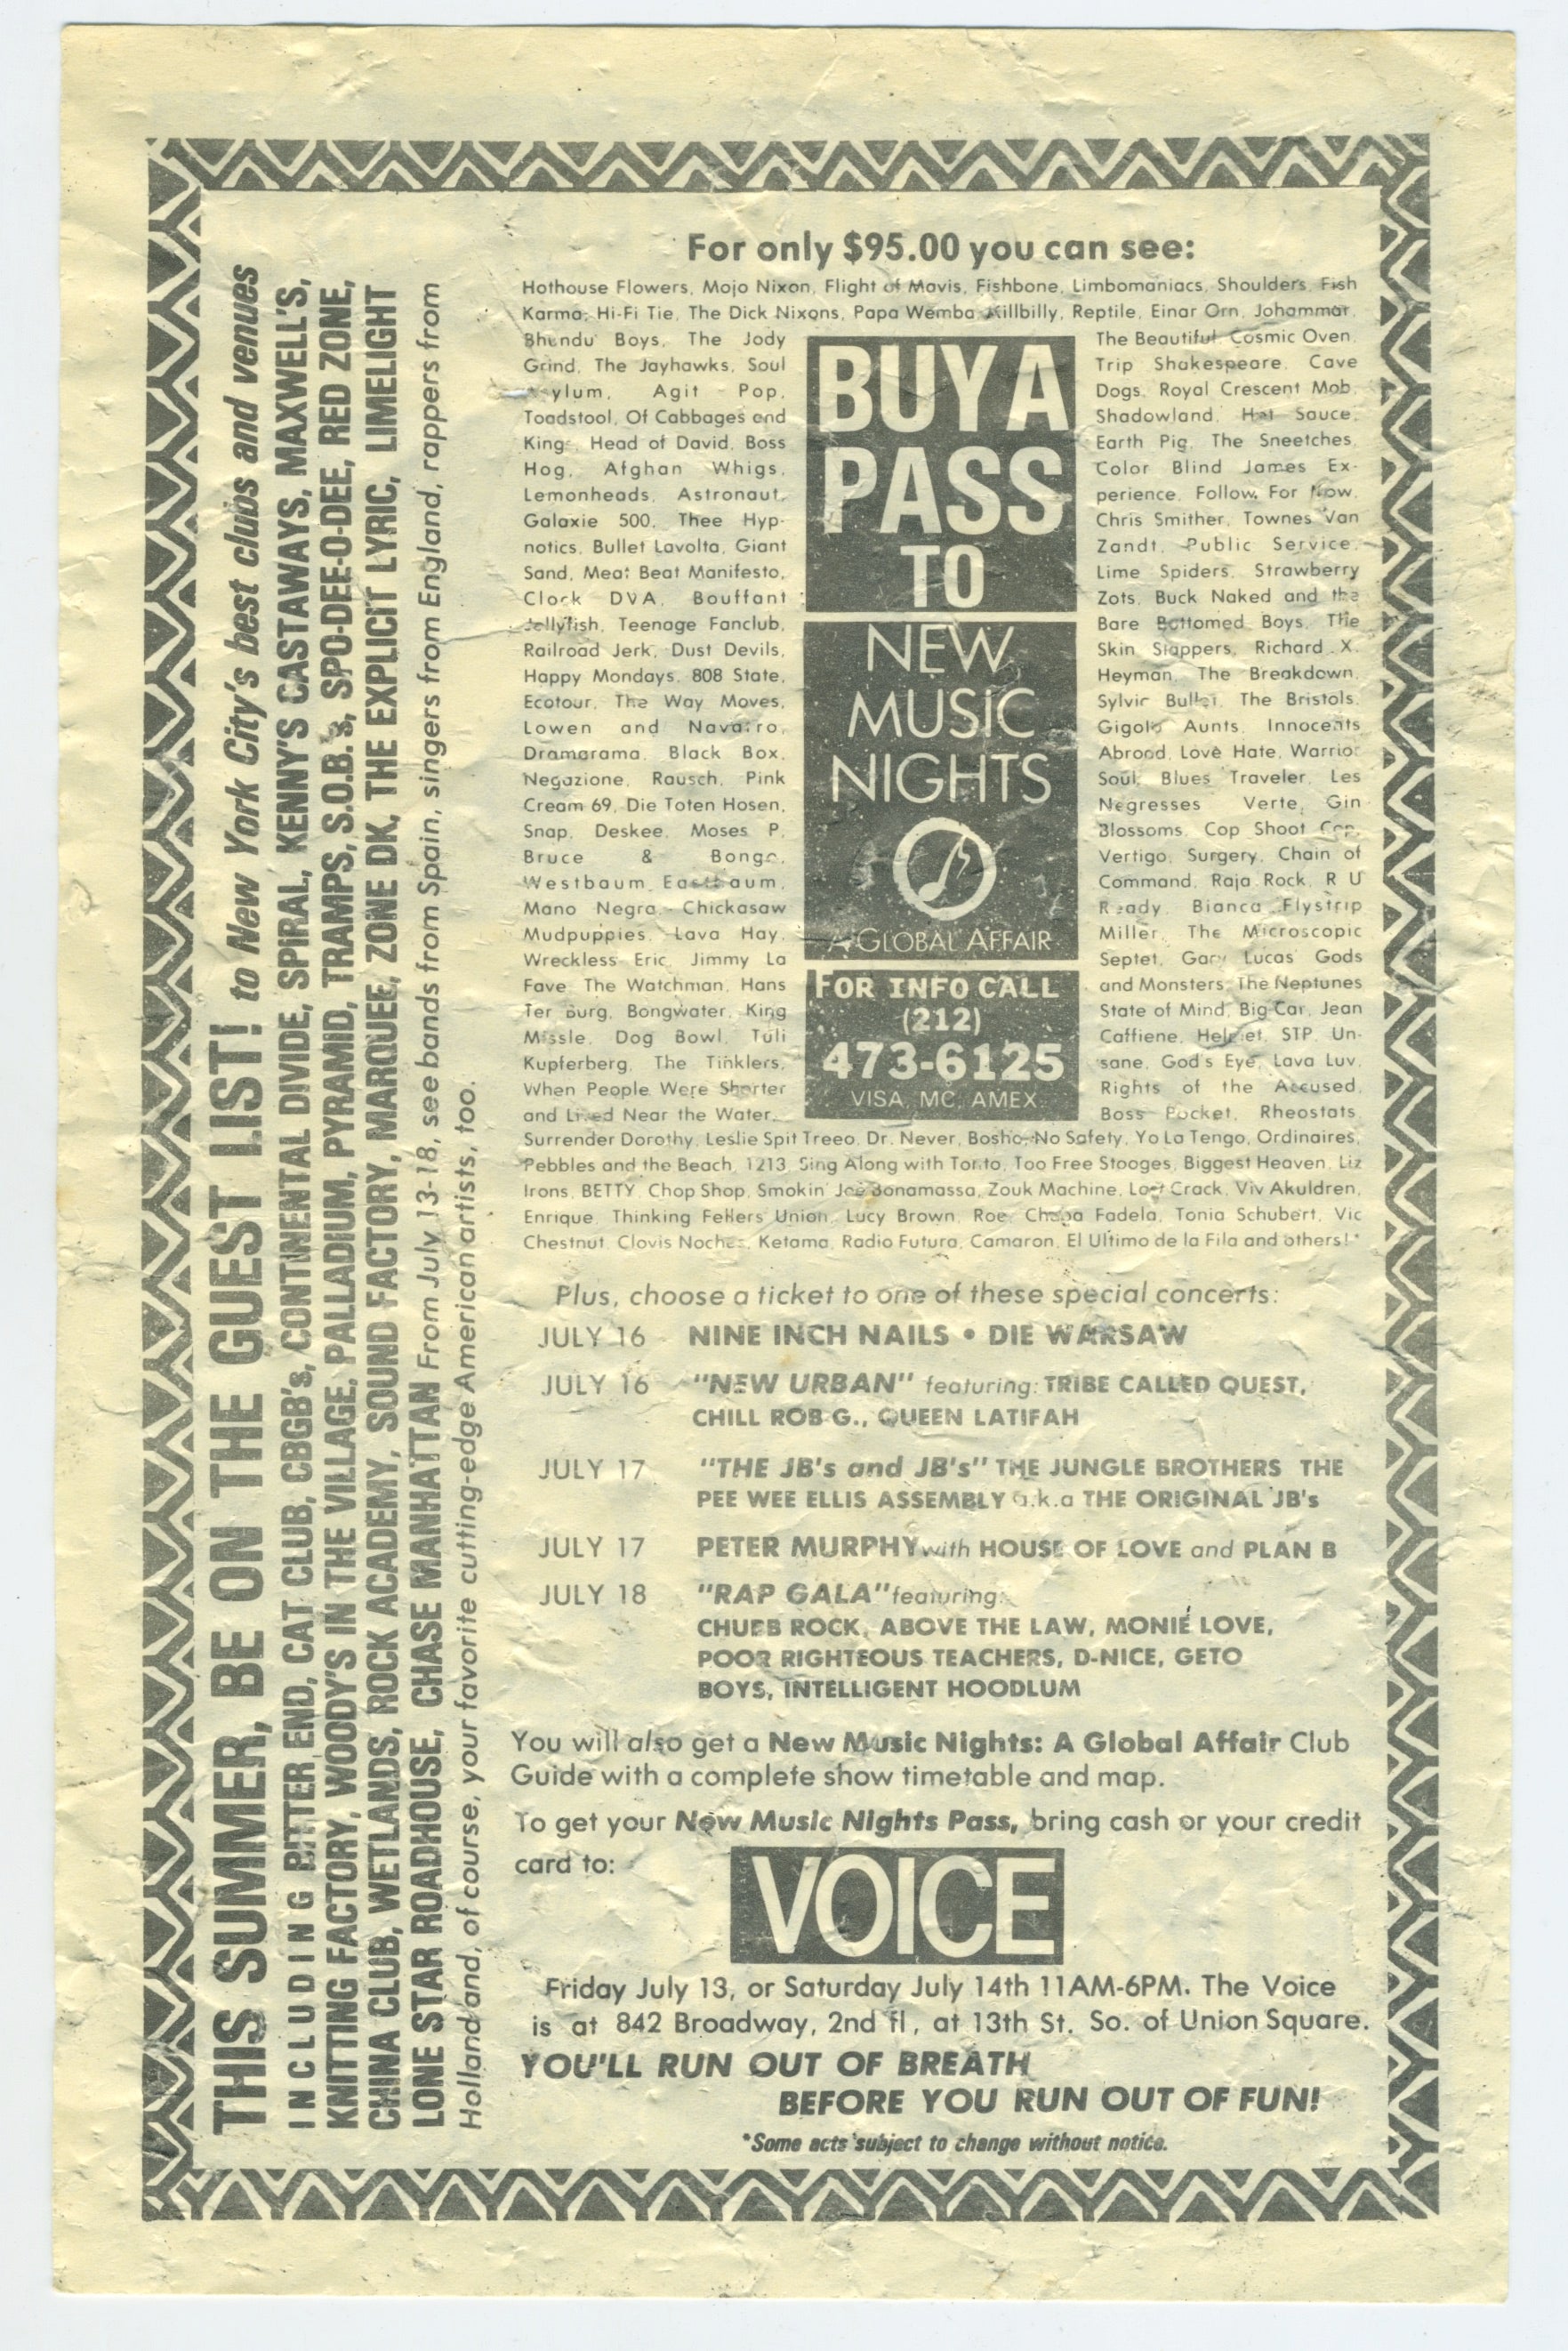 THIS SUMMER, BE ON THE GUEST LIST! to New York City's best clubs and venues
INCLUDING BITTER END, CAT CLUB, CBGB's, CONTINENTAL DIVIDE, SPIRAL, KENNY'S CASTAWAYS, MAXWELL'S,
KNITTING FACTORY, WOODY'S IN THE VILLAGE, PALLADIUM, PYRAMID, TRAMPS, S.O.B.'s, SPO-DEE-O-DEE, RED ZONE,
CHINA CLUB, WETLANDS, ROCK ACADEMY, SOUND FACTORY, MARQUEE, ZONE DK, THE EXPLICIT LYRIC, LIMELIGHT
LONE STAR ROADHOUSE, CHASE MANHATTAN From July 13-18, see bands from Spain, singers from England, rappers from
Holland and, of course, your favorite cutting-edge American artists, too.
For only $95.00 you can see:
Hothouse Flowers, Mojo Nixon, Flight of Mavis, Fishbone, Limbomaniacs, Shoulders, Fish
Karma, Hi-Fi Tie, The Dick Nixons, Papa Wemba, Killbilly, Reptile, Einar Orn, Johammar,
Bhundu Boys, The Jody
Grind, The Jayhawks, Soul
ylum, Agit Pop,
Toadstool, Of Cabbages and
Kings, Head of David, Boss
Hog, Afghan Whigs,
Lemonheads, Astronaut,
Galaxie 500, Thee Hyp-
notics, Bullet Lavolta, Giant
Sand, Meat Beat Manifesto,
Clock DVA, Bouffant
Jellyfish, Teenage Fanclub,
Railroad Jerk, Dust Devils,
Happy Mondays, 808 State,
Ecotour, The Way Moves,
Lowen and Navarro,
Dramarama, Black Box,
Negazione, Rausch, Pink
Cream 69, Die Toten Hosen,
Snap, Deskee, Moses P,
Bruce & Bongo,
Westbaum, Eastbaum,
Mano Negra, Chickasaw
Mudpuppies, Lava Hay,
Wreckless Eric, Jimmy La
Fave, The Watchman, Hans
Ter Burg, Bongwater, King
Missle, Dog Bowl, Tuli
Kupferberg, The Tinklers,
When People Were Shorter
and Lived Near the Water,
BUY A
PASS
TO
NEW
MUSIC
NIGHTS
A GLOBAL AFFAIR
FOR INFO CALL
(212)
473-6125
VISA, MC, AMEX
The Beautiful, Cosmic Oven,
Trip Shakespeare, Cave
Dogs, Royal Crescent Mob,
Shadowland, Hot Sauce,
Earth Pig, The Sneetches,
Color Blind James Ex-
perience, Follow For Now,
Chris Smither, Townes Van
Zandt, Public Service,
Lime Spiders, Strawberry
Zots, Buck Naked and the
Bare Bottomed Boys, The
Skin Slappers, Richard X.
Heyman, The Breakdown,
Sylvic Bullet, The Bristols,
Gigolo Aunts, Innocents
Abroad, Love Hate, Warrior
Soul, Blues Traveler, Les
Negresses Verte, Gin
Blossoms, Cop Shoot Cop,
Vertigo, Surgery, Chain of
Command, Raja Rock, R U
Ready, Bianca Flystrip
Miller, The Microscopic
Septet, Gary Lucas' Gods
and Monsters, The Neptunes
State of Mind, Big Car, Jean
Caffiene, Helmet, STP, Un-
sane, God's Eye, Lava Luv,
Rights of the Accused,
Boss Pocket, Rheostats,
Surrender Dorothy, Leslie Spit Treeo, Dr. Never, Bosho, No Safety, Yo La Tengo, Ordinaires,
Pebbles and the Beach, 1213, Sing Along with Tonto, Too Free Stooges, Biggest Heaven, Liz
Irons, BETTY, Chop Shop, Smokin' Joe Bonamassa, Zouk Machine, Lost Crack, Viv Akuldren,
Enrique, Thinking Fellers Union, Lucy Brown, Roe, Chaba Fadela, Tonia Schubert, Vic
Chestnut, Clovis Noches, Ketama, Radio Futura, Camaron, El Ultimo de la Fila and others!*
Plus, choose a ticket to one of these special concerts:
JULY 16 NINE INCH NAILS • DIE WARSAW
JULY 16 "NEW URBAN" featuring: TRIBE CALLED QUEST,
CHILL ROB G., QUEEN LATIFAH
JULY 17 "THE JB's and JB's" THE JUNGLE BROTHERS THE
PEE WEE ELLIS ASSEMBLY a.k.a THE ORIGINAL JB's
JULY 17 PETER MURPHY with HOUSE OF LOVE and PLAN B
JULY 18 "RAP GALA" featuring:
CHUBB ROCK, ABOVE THE LAW, MONIE LOVE,
POOR RIGHTEOUS TEACHERS, D-NICE, GETO
BOYS, INTELLIGENT HOODLUM
You will also get a New Music Nights: A Global Affair Club
Guide with a complete show timetable and map.
To get your New Music Nights Pass, bring cash or your credit
card to:
VOICE
Friday July 13, or Saturday July 14th 11AM-6PM. The Voice
is at 842 Broadway, 2nd fl, at 13th St. So. of Union Square.
YOU'LL RUN OUT OF BREATH
BEFORE YOU RUN OUT OF FUN!
*Some acts subject to change without notice.